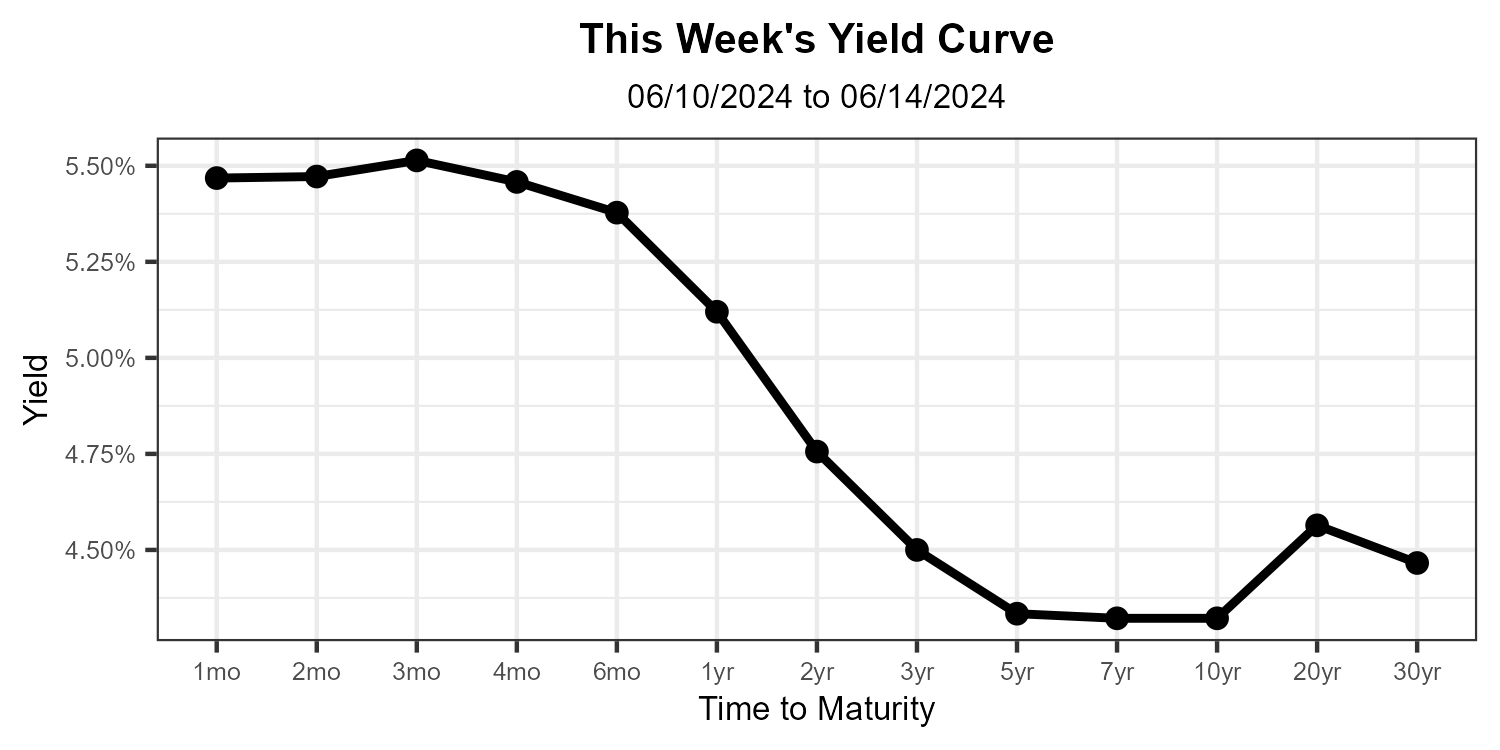 This Week's Yield Curve
06/10/2024 to 06/14/2024
5.50%
5.25%
5.00%
4.75%
4.50%
Yield
1mo 2mo 3mo 4mo 6mo 1yr 2yr 3yr 5yr 7yr 10yr 20yr 30yr
Time to Maturity